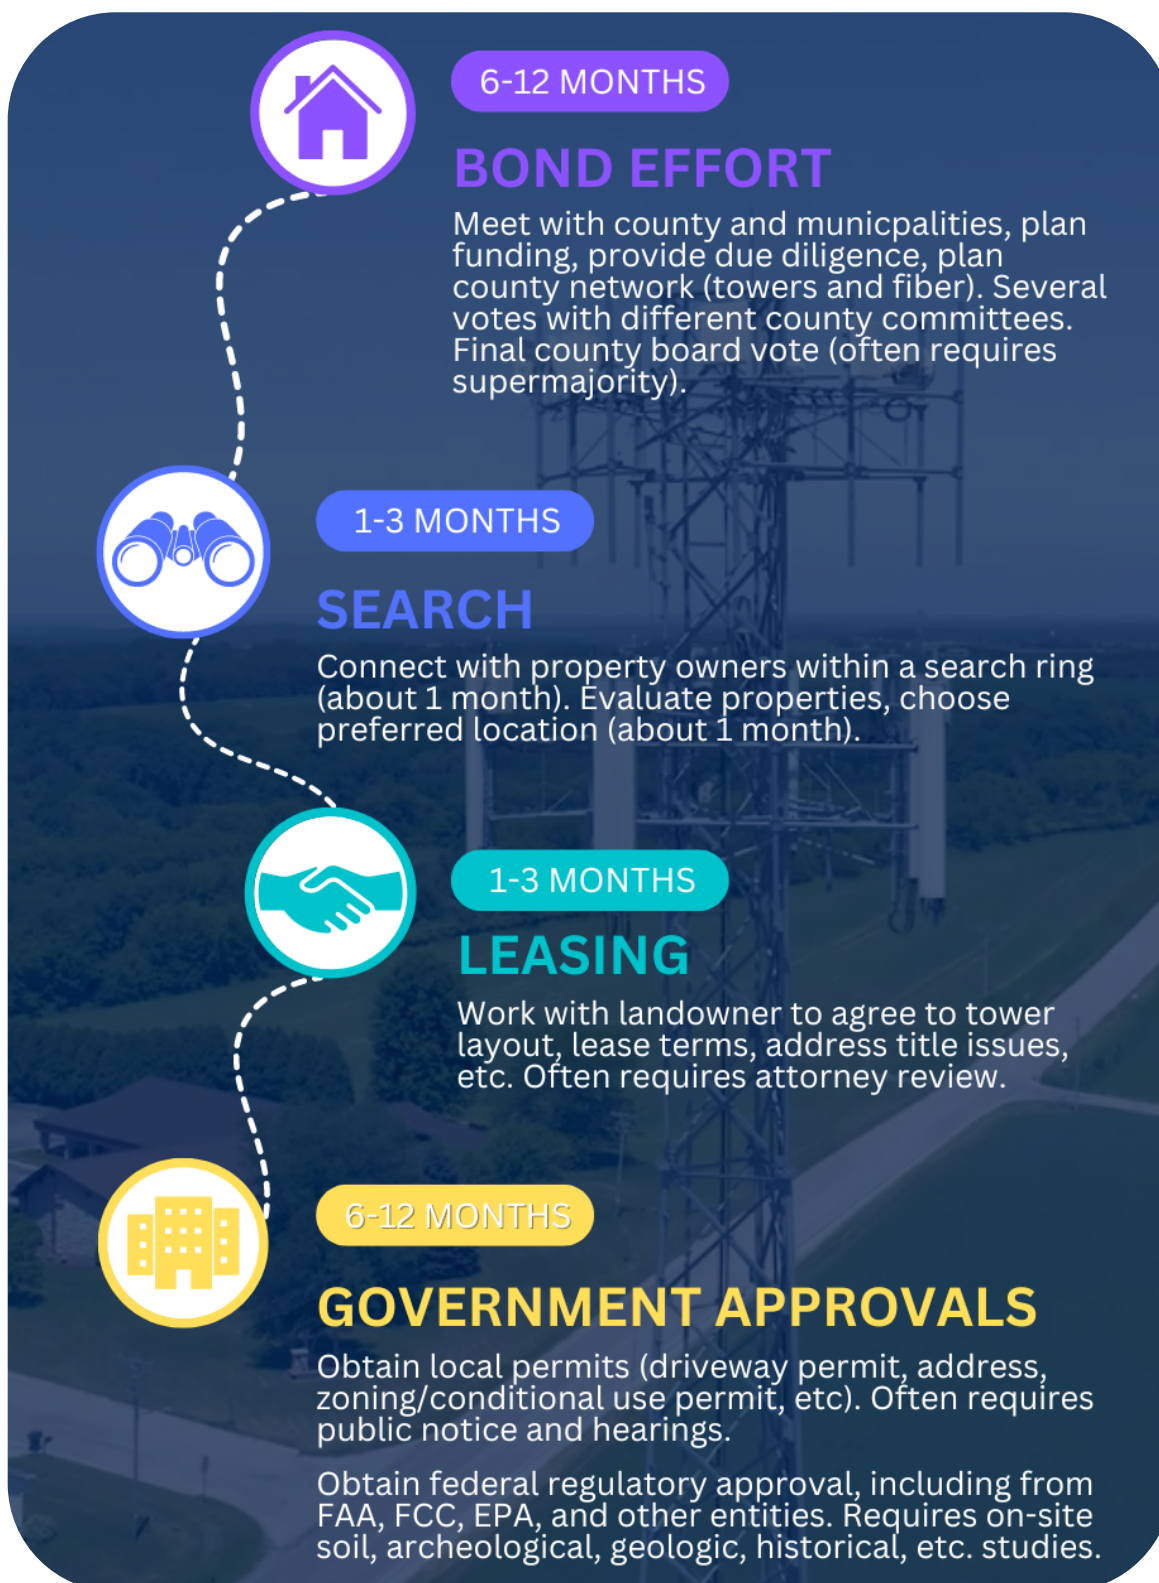 6-12 MONTHS
BOND EFFORT
Meet with county and municpalities, plan
funding, provide due diligence, plan
county network (towers and fiber). Several
votes with different county committees.
Final county board vote (often requires
supermajority).
1-3 MONTHS
SEARCH
Connect with property owners within a search ring
(about 1 month). Evaluate properties, choose
preferred location (about 1 month).
1-3 MONTHS
LEASING
Work with landowner to agree to tower
layout, lease terms, address title issues,
etc. Often requires attorney review.
6-12 MONTHS
GOVERNMENT APPROVALS
Obtain local permits (driveway permit, address,
zoning/conditional use permit, etc). Often requires
public notice and hearings.
Obtain federal regulatory approval, including from
FAA, FCC, EPA, and other entities. Requires on-site
soil, archeological, geologic, historical, etc. studies.